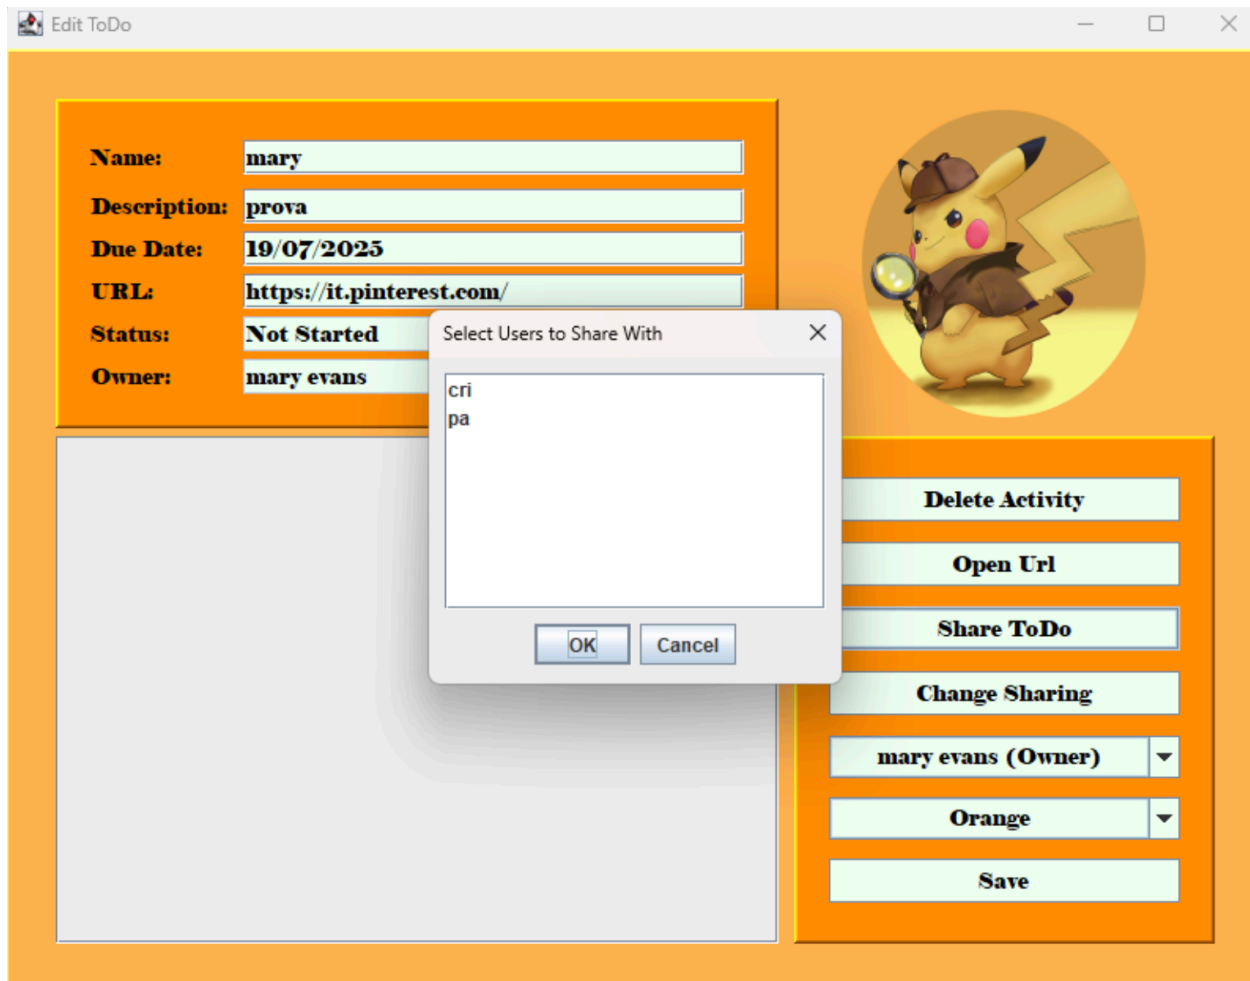 Edit ToDo
Name: mary
Description: prova
Due Date: 19/07/2025
URL: https://it.pinterest.com/
Status: Not Started
Owner: mary evans
Select Users to Share With
cri
pa
OK Cancel
Delete Activity
Open Url
Share ToDo
Change Sharing
mary evans (Owner)
Orange
Save